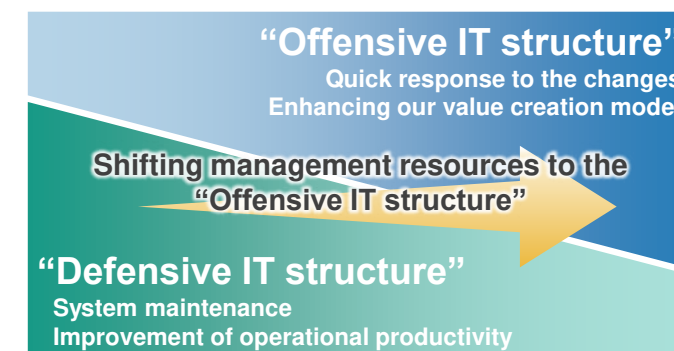 “Offensive IT structure”
Quick response to the changes
Enhancing our value creation mode
Shifting management resources to the
“Offensive IT structure”
“Defensive IT structure”
System maintenance
Improvement of operational productivity